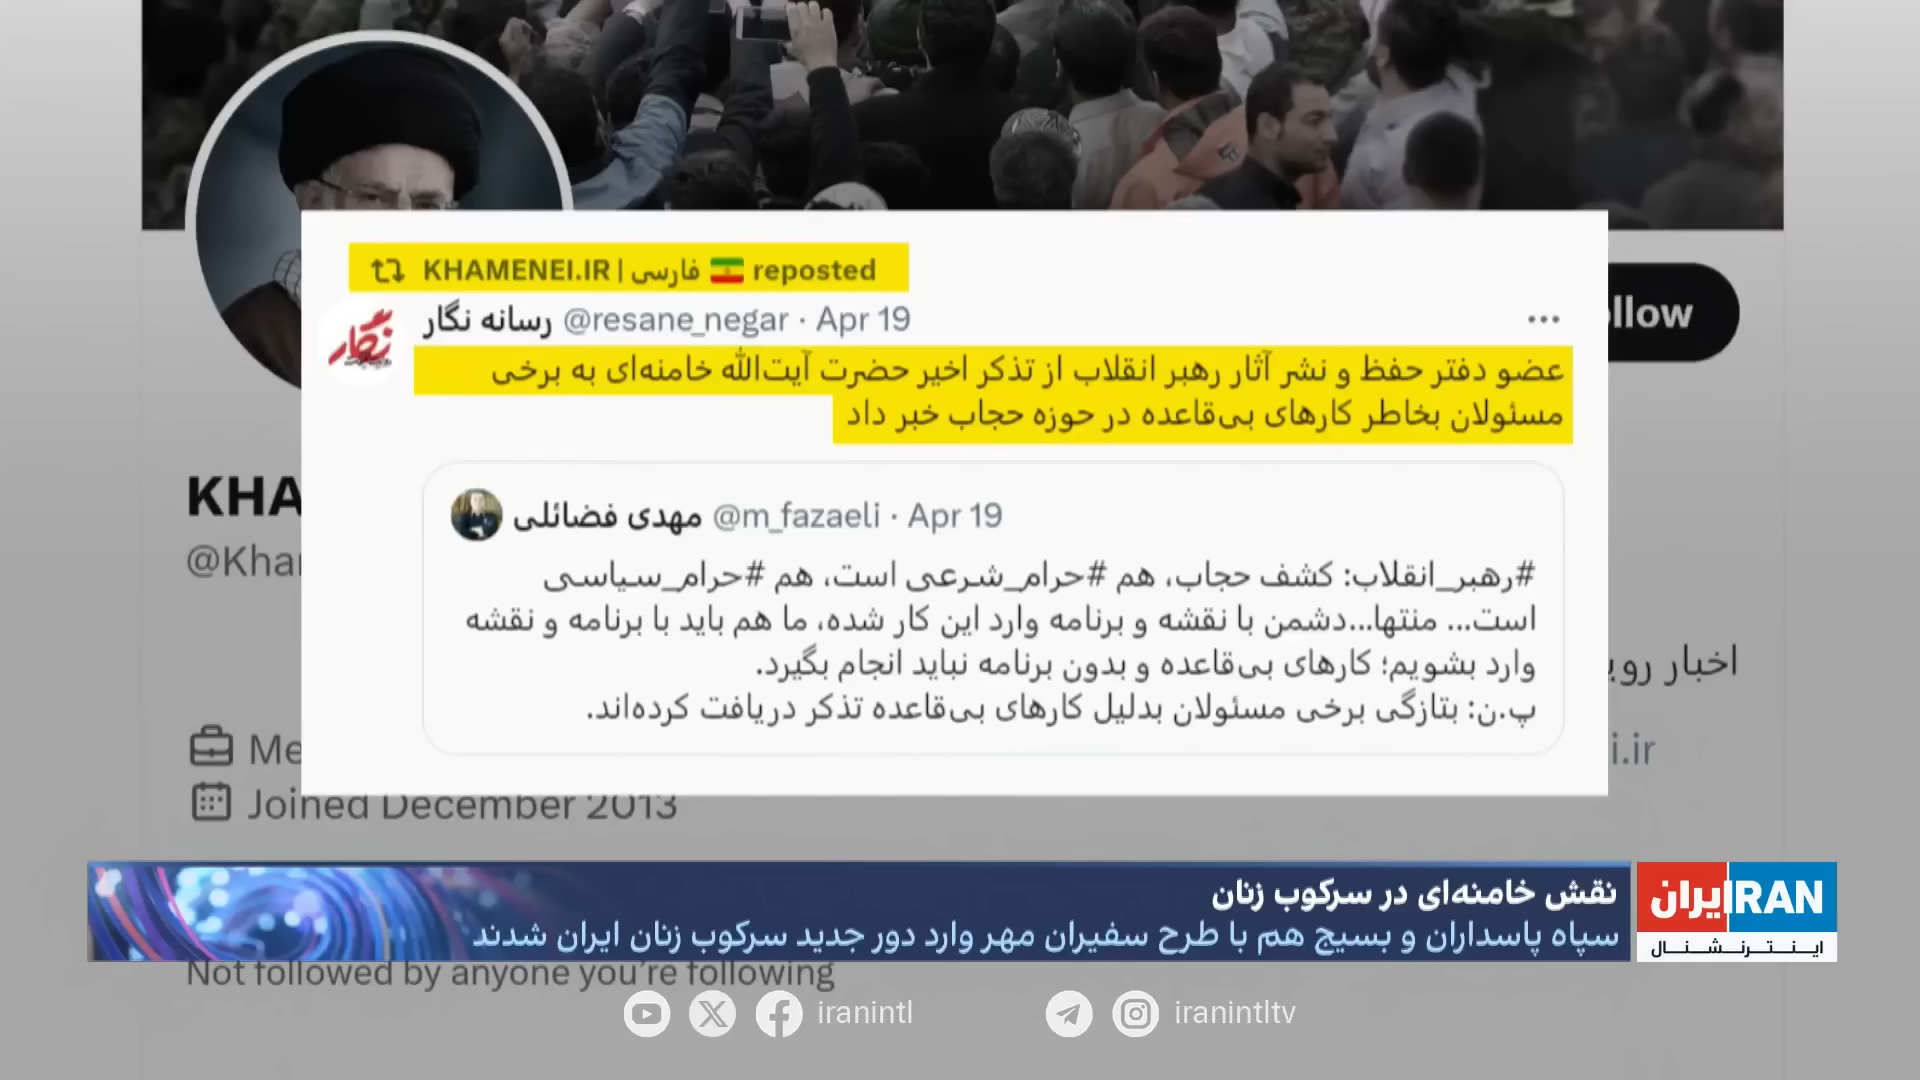 KHAMENEI.IR | فارسی reposted
رسانه نگار @resane_negar · Apr 19
نگار
عضو دفتر حفظ و نشر آثار رهبر انقلاب از تذکر اخیر حضرت آیت‌الله خامنه‌ای به برخی
مسئولان بخاطر کارهای بی‌قاعده در حوزه حجاب خبر داد
مهدی فضائلی @m_fazaeli · Apr 19
#رهبر_انقلاب: کشف حجاب، هم #حرام_شرعی است، هم #حرام_سیاسی
است... منتها...دشمن با نقشه و برنامه وارد این کار شده، ما هم باید با برنامه و نقشه
وارد بشویم؛ کارهای بی‌قاعده و بدون برنامه نباید انجام بگیرد.
پ.ن: بتازگی برخی مسئولان بدلیل کارهای بی‌قاعده تذکر دریافت کرده‌اند.
llow
KHA
@Kha
اخبار
Me
i.ir
Joined December 2013
نقش خامنه‌ای در سرکوب زنان
سپاه پاسداران و بسیج هم با طرح سفیران مهر وارد دور جدید سرکوب زنان ایران شدند
ایران IRAN
اینترنشنال
Not followed by anyone you're following
iranintl
iranintltv